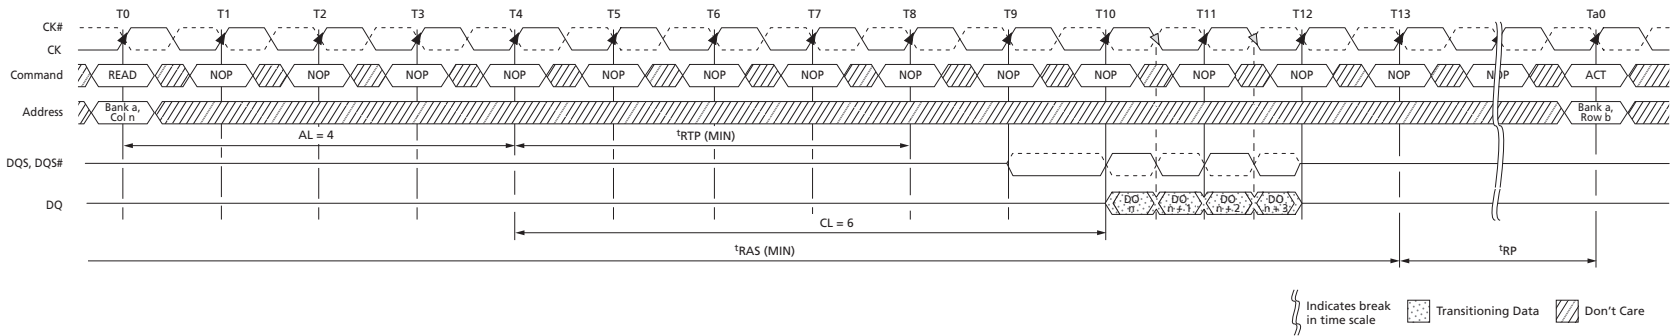 T0 T1 T2 T3 T4 T5 T6 T7 T8 T9 T10 T11 T12 T13 Ta0
CK#
CK
Command READ NOP NOP NOP NOP NOP NOP NOP NOP NOP NOP NOP NOP NOP NOP ACT
Address Bank a, Col n Bank a, Row b
AL = 4 tRTP (MIN)
DQS, DQS#
DQ DO n DO n + 1 DO n + 2 DO n + 3
CL = 6
tRAS (MIN) tRP
Indicates break
in time scale
Transitioning Data
Don't Care